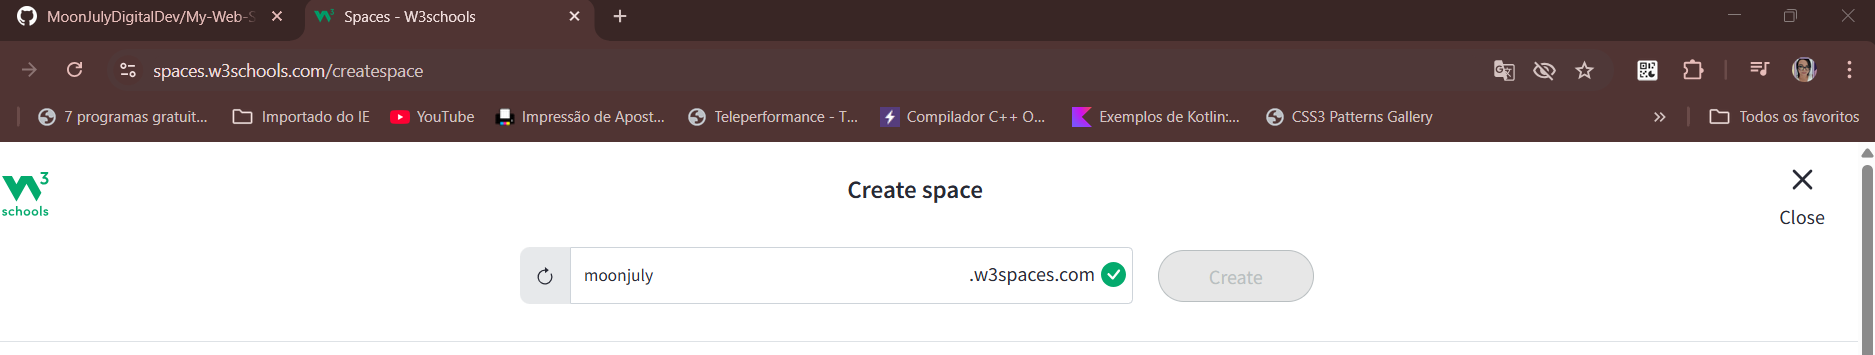 MoonJulyDigitalDev/My-Web-S
Spaces - W3schools
spaces.w3schools.com/createspace
7 programas gratuit...
Importado do IE
YouTube
Impressão de Apost...
Teleperformance - T...
Compilador C++ O...
Exemplos de Kotlin:...
CSS3 Patterns Gallery
Todos os favoritos
W3
schools
Create space
Close
moonjuly
.w3spaces.com
Create